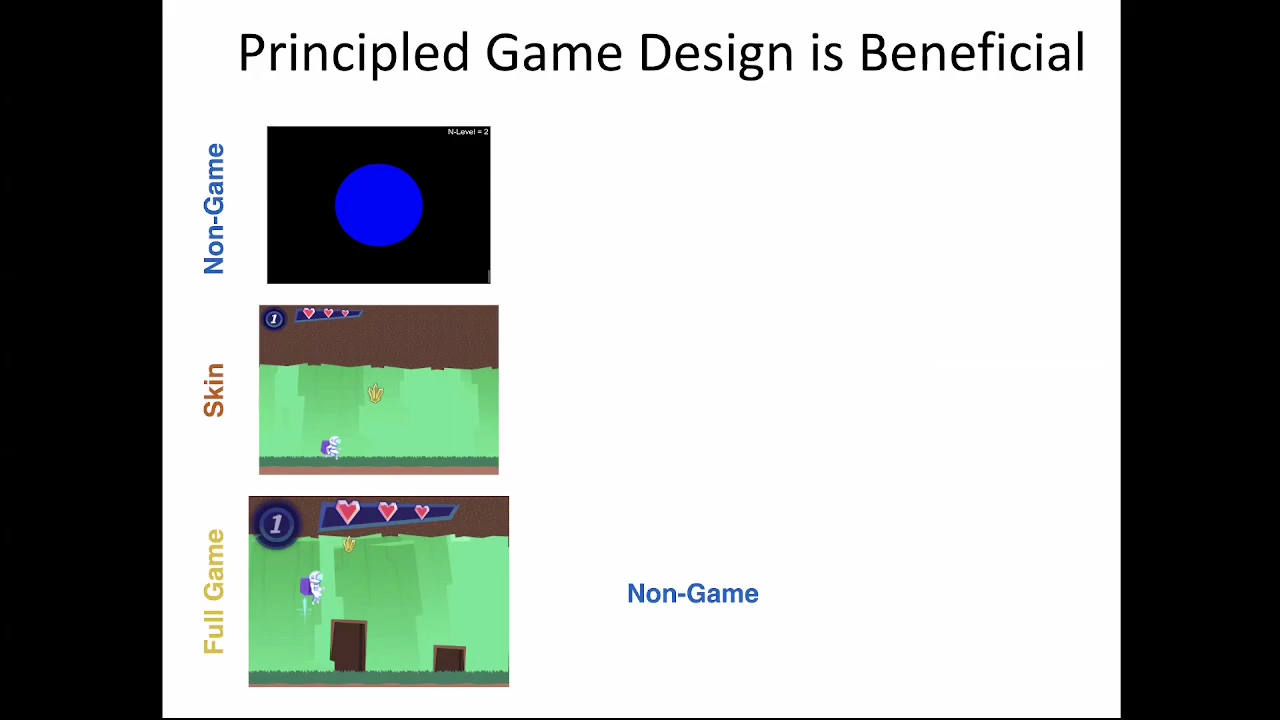 Principled Game Design is Beneficial
Non-Game
N-Level = 2
Skin
1
Full Game
1
Non-Game